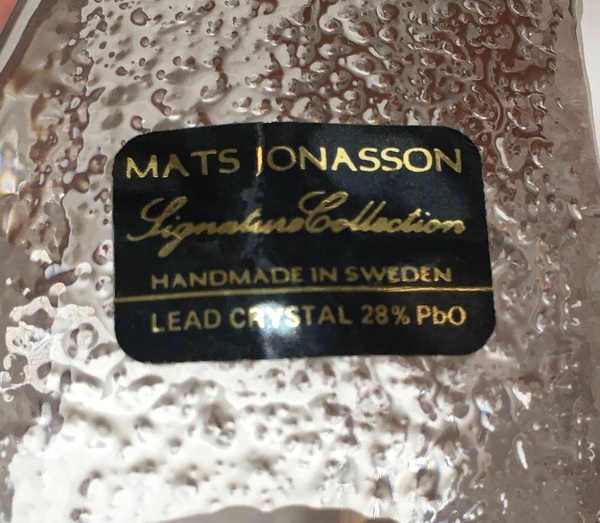 MATS JONASSON
Signature Collection
HANDMADE IN SWEDEN
LEAD CRYSTAL 28% PbO